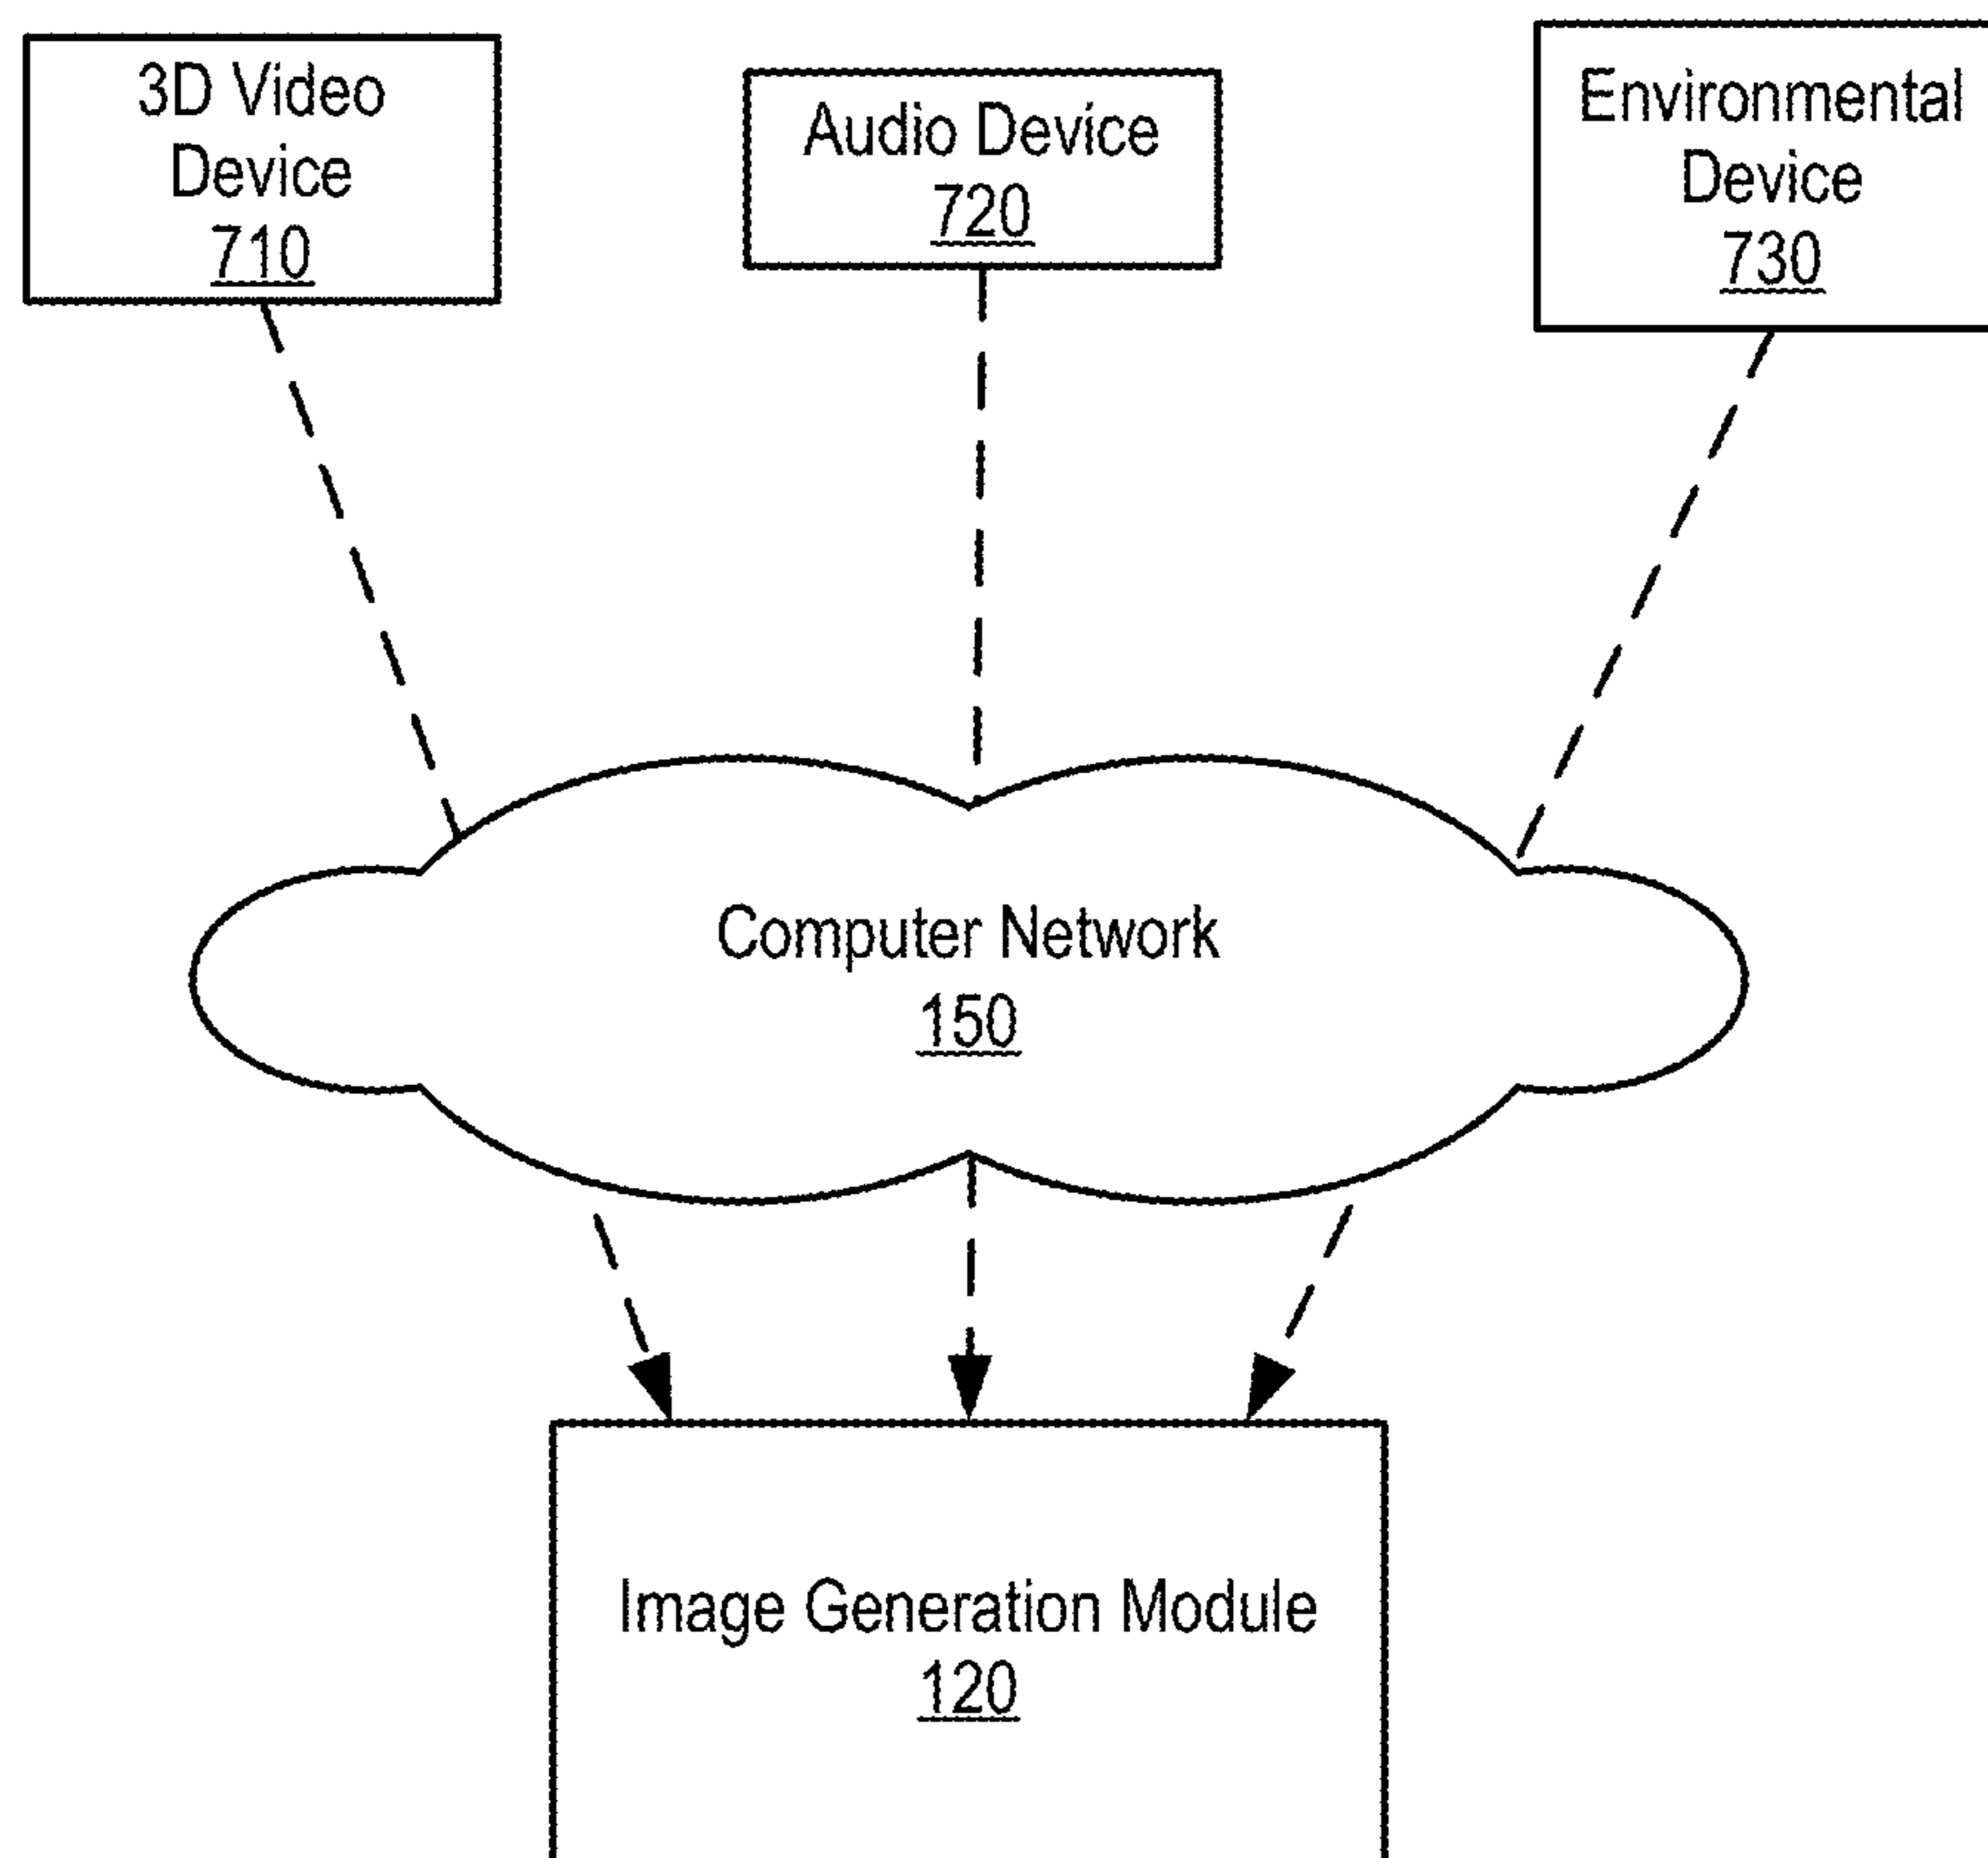 3D Video
Device
710
Audio Device
720
Environmental
Device
730
Computer Network
150
Image Generation Module
120